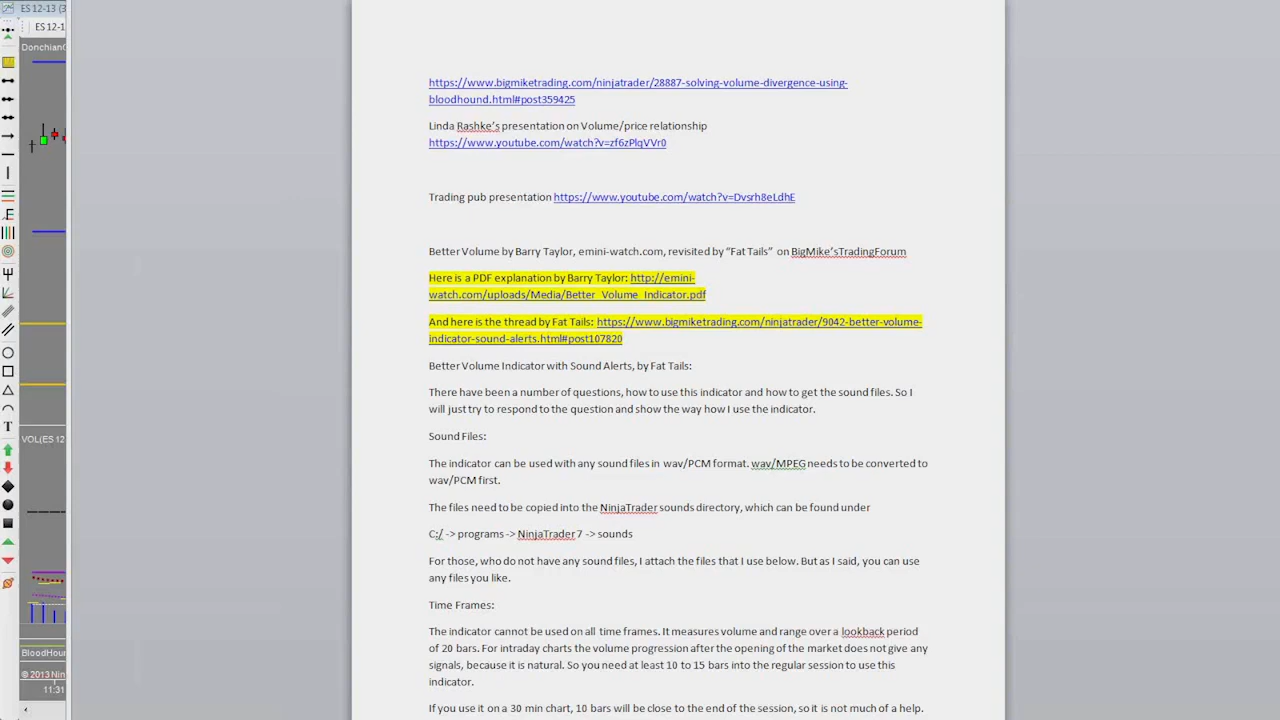 ES 12-13 (3
ES 12-1
Donchian
VOL(ES 12
BloodHou
© 2013 Nin
11:31
https://www.bigmiketrading.com/ninjatrader/28887-solving-volume-divergence-using-
bloodhound.html#post359425
Linda Rashke's presentation on Volume/price relationship
https://www.youtube.com/watch?v=zf6zPlqVVr0
Trading pub presentation https://www.youtube.com/watch?v=Dvsrh8eLdhE
Better Volume by Barry Taylor, emini-watch.com, revisited by “Fat Tails” on BigMike’sTradingForum
Here is a PDF explanation by Barry Taylor: http://emini-
watch.com/uploads/Media/Better_Volume_Indicator.pdf
And here is the thread by Fat Tails: https://www.bigmiketrading.com/ninjatrader/9042-better-volume-
indicator-sound-alerts.html#post107820
Better Volume Indicator with Sound Alerts, by Fat Tails:
There have been a number of questions, how to use this indicator and how to get the sound files. So I
will just try to respond to the question and show the way how I use the indicator.
Sound Files:
The indicator can be used with any sound files in wav/PCM format. wav/MPEG needs to be converted to
wav/PCM first.
The files need to be copied into the NinjaTrader sounds directory, which can be found under
C:/ -> programs -> NinjaTrader 7 -> sounds
For those, who do not have any sound files, I attach the files that I use below. But as I said, you can use
any files you like.
Time Frames:
The indicator cannot be used on all time frames. It measures volume and range over a lookback period
of 20 bars. For intraday charts the volume progression after the opening of the market does not give any
signals, because it is natural. So you need at least 10 to 15 bars into the regular session to use this
indicator.
If you use it on a 30 min chart, 10 bars will be close to the end of the session, so it is not much of a help.